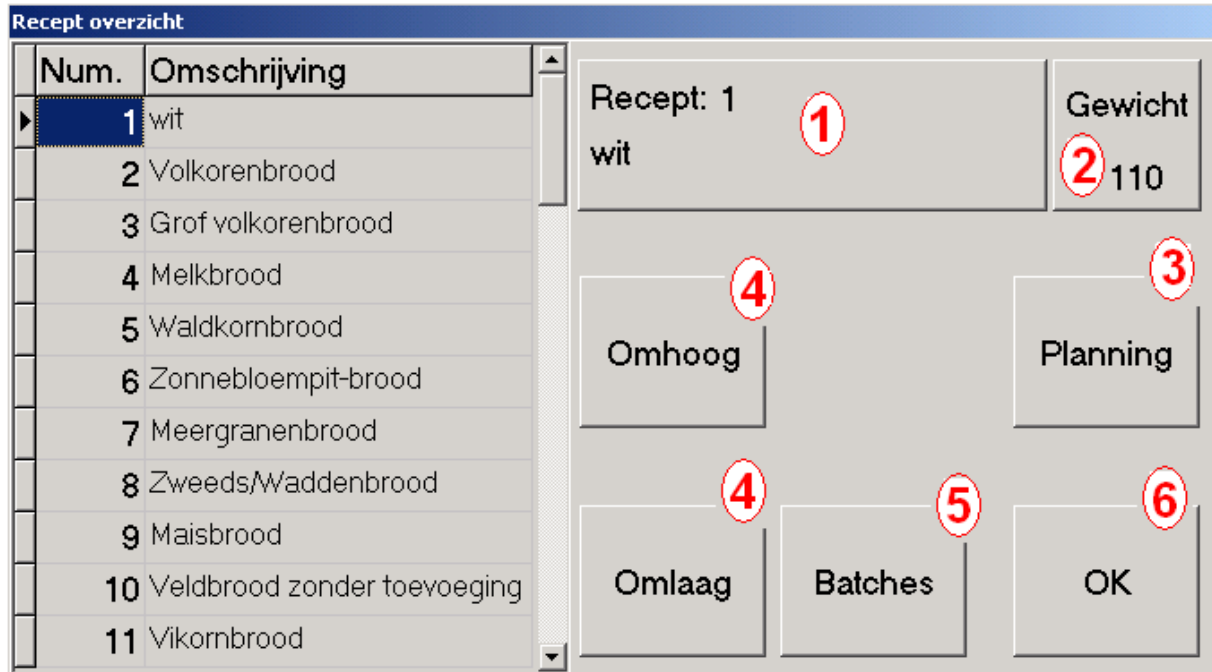 Recept overzicht
Num. Omschrijving
1 wit
2 Volkorenbrood
3 Grof volkorenbrood
4 Melkbrood
5 Waldkornbrood
6 Zonnebloempit-brood
7 Meergranenbrood
8 Zweeds/Waddenbrood
9 Maisbrood
10 Veldbrood zonder toevoeging
11 Vikornbrood
Recept: 1
wit
1
Gewicht
2 110
4
Omhoog
3
Planning
4
Omlaag
5
Batches
6
OK